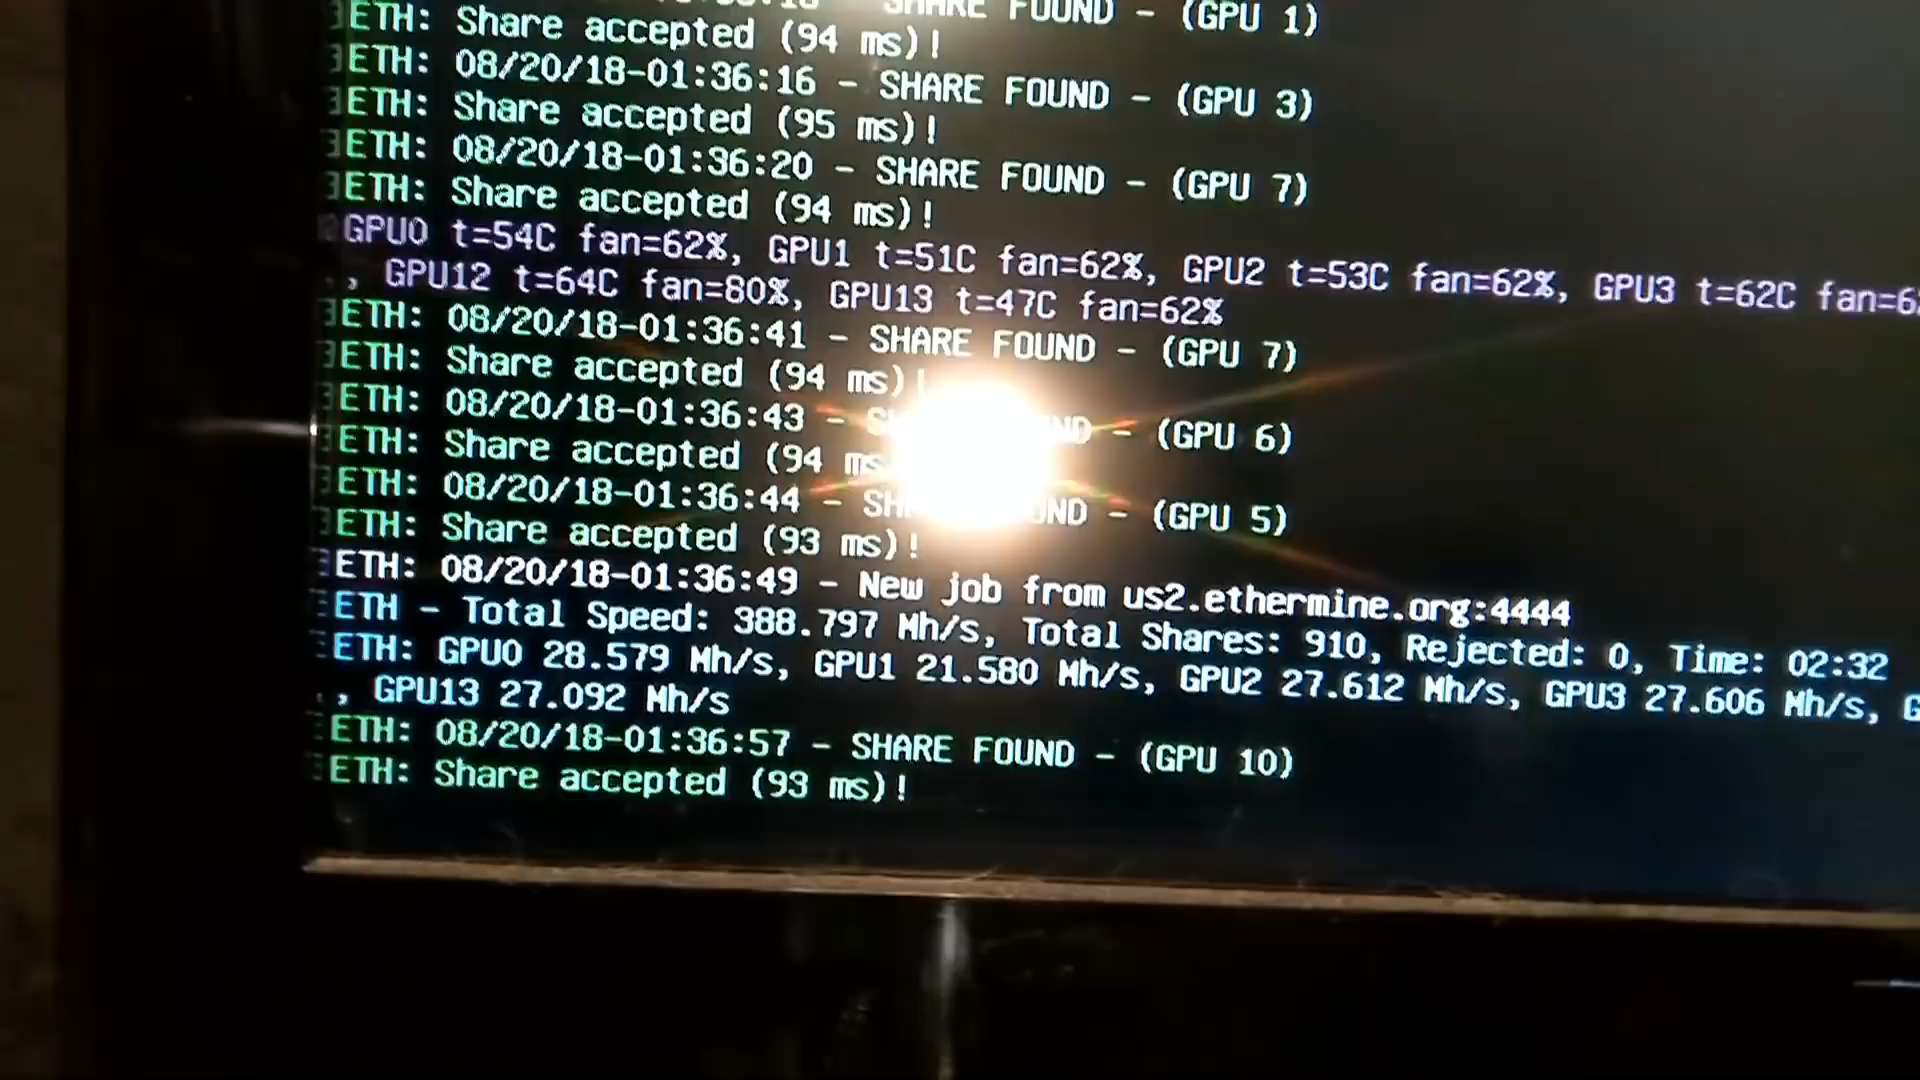 SHARE FOUND - (GPU 1)
ETH: Share accepted (94 ms)!
ETH: 08/20/18-01:36:16 - SHARE FOUND - (GPU 3)
ETH: Share accepted (95 ms)!
ETH: 08/20/18-01:36:20 - SHARE FOUND - (GPU 7)
ETH: Share accepted (94 ms)!
GPU0 t=54C fan=62%, GPU1 t=51C fan=62%, GPU2 t=53C fan=62%, GPU3 t=62C fan=6
, GPU12 t=64C fan=80%, GPU13 t=47C fan=62%
ETH: 08/20/18-01:36:41 - SHARE FOUND - (GPU 7)
ETH: Share accepted (94 ms)!
ETH: 08/20/18-01:36:43 - - (GPU 6)
ETH: Share accepted (94 ms
ETH: 08/20/18-01:36:44 - - (GPU 5)
ETH: Share accepted (93 ms)!
ETH: 08/20/18-01:36:49 - New job from us2.ethermine.org:4444
ETH - Total Speed: 388.797 Mh/s, Total Shares: 910, Rejected: 0, Time: 02:32
ETH: GPU0 28.579 Mh/s, GPU1 21.580 Mh/s, GPU2 27.612 Mh/s, GPU3 27.606 Mh/s, G
, GPU13 27.092 Mh/s
ETH: 08/20/18-01:36:57 - SHARE FOUND - (GPU 10)
ETH: Share accepted (93 ms)!